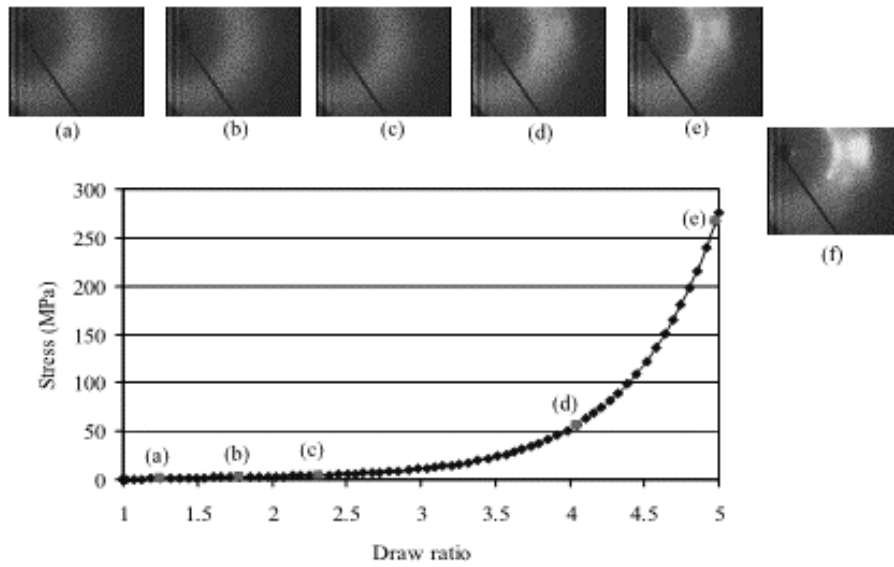 (a)
(b)
(c)
(d)
(e)
(f)
300
250
200
150
100
50
0
Stress (MPa)
(a)
(b)
(c)
(d)
(e)
1 1.5 2 2.5 3 3.5 4 4.5 5
Draw ratio